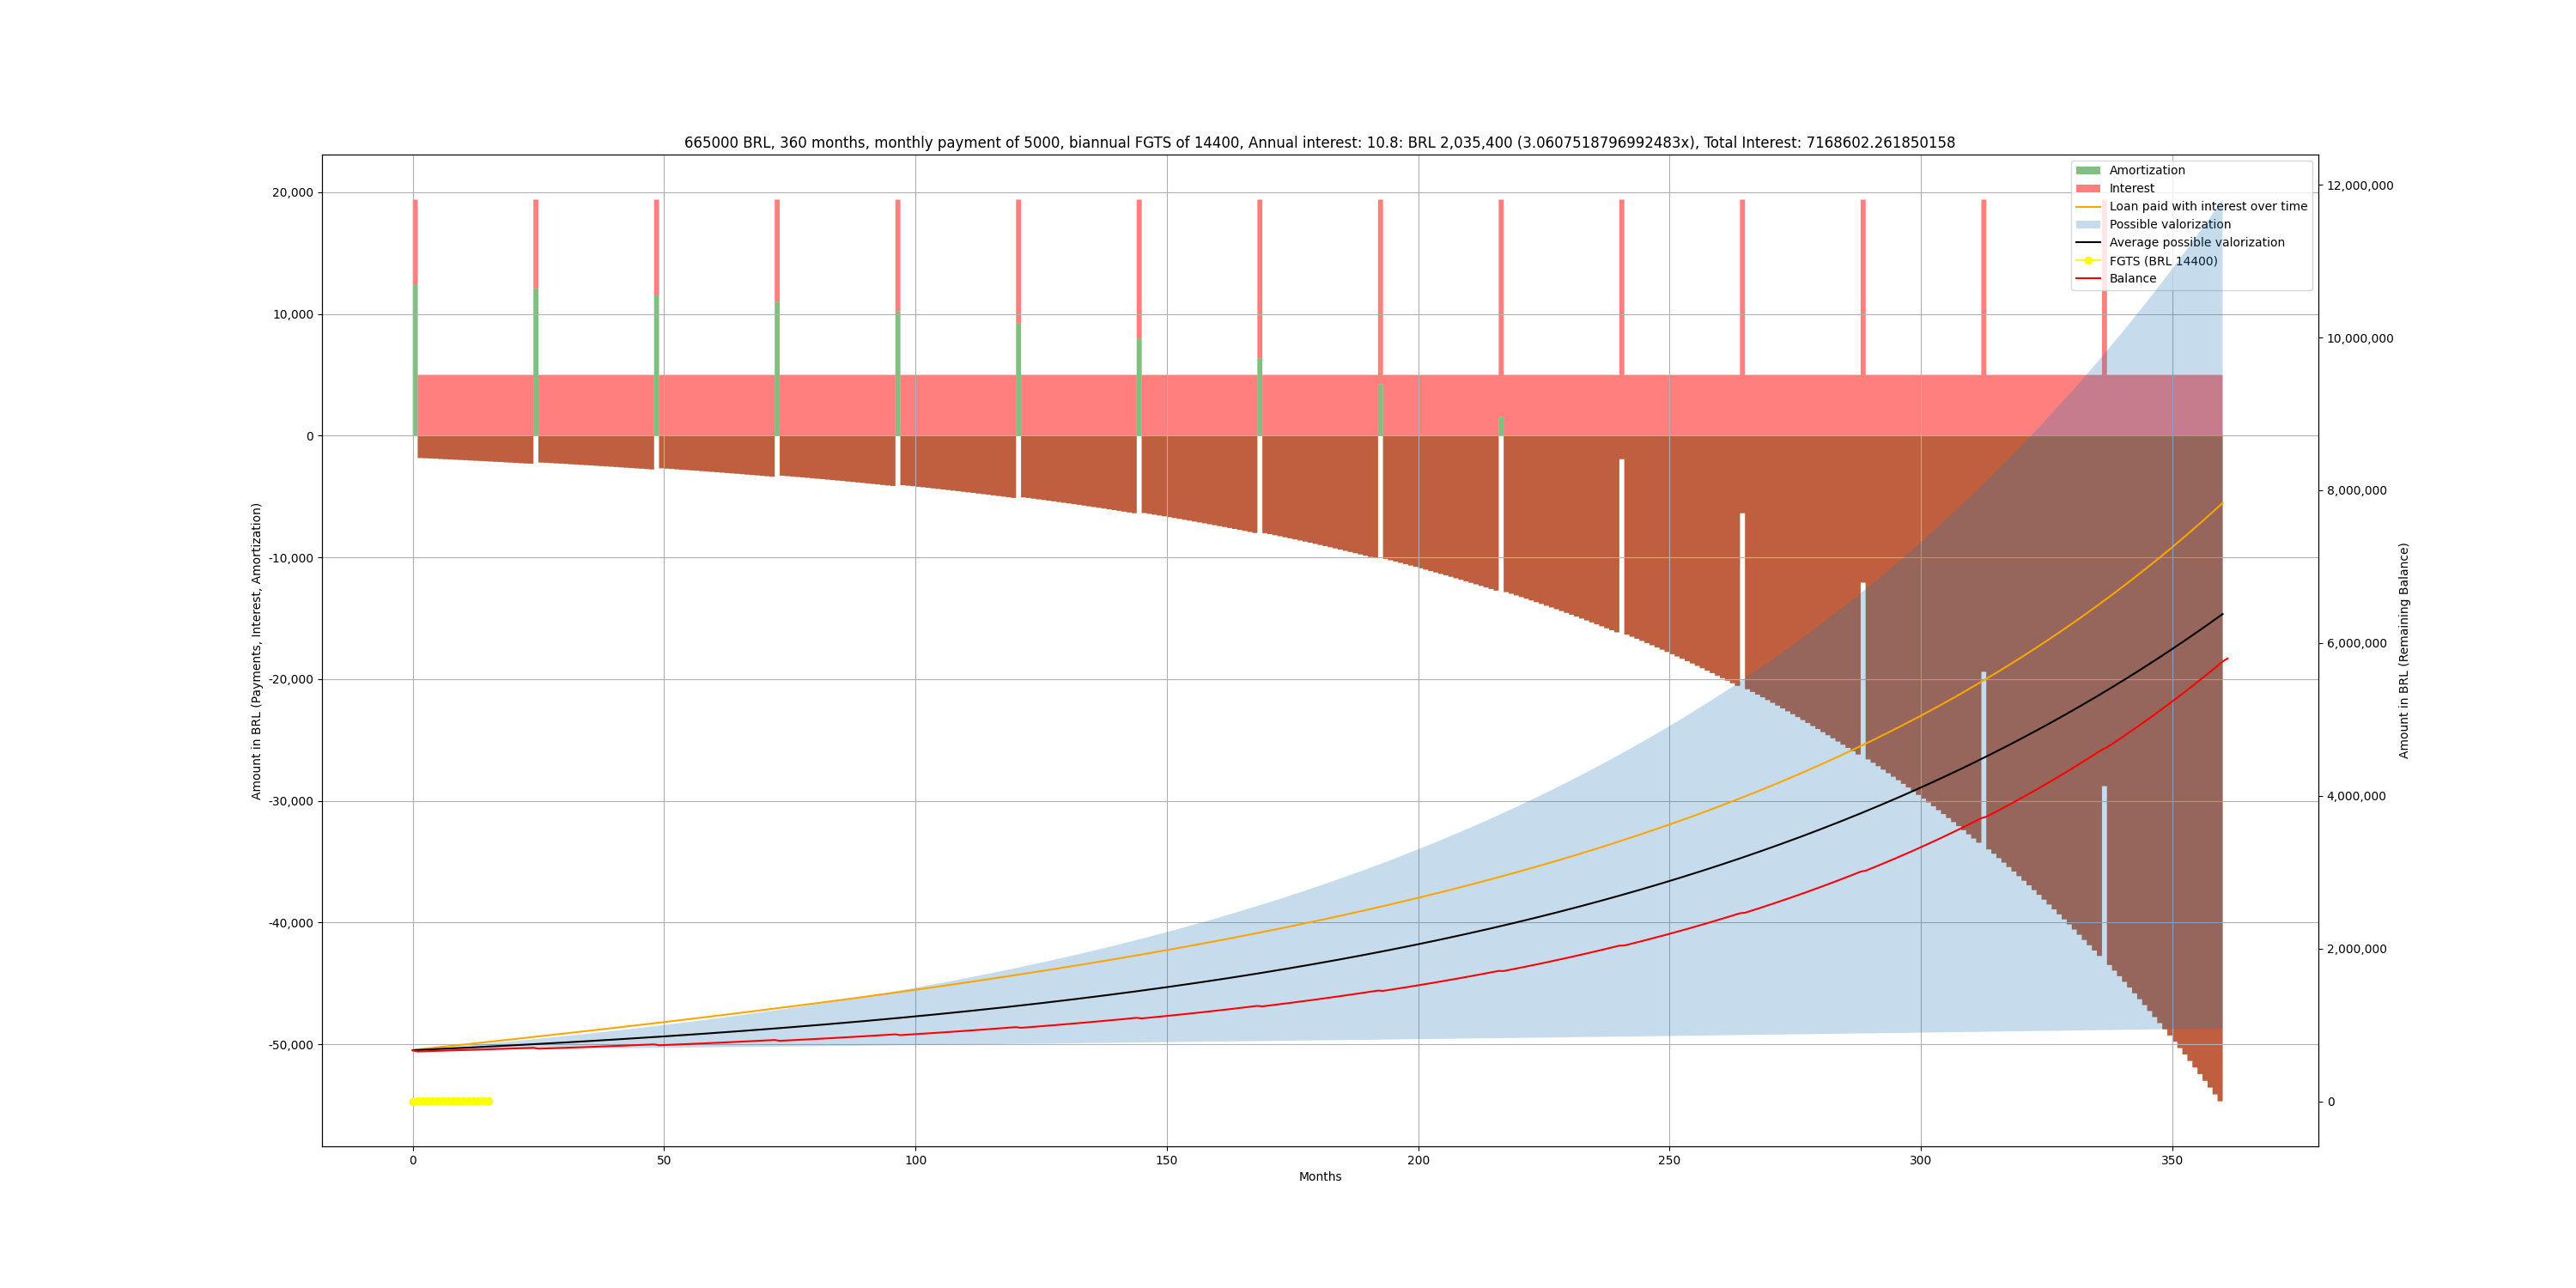 665000 BRL, 360 months, monthly payment of 5000, biannual FGTS of 14400, Annual interest: 10.8: BRL 2,035,400 (3.0607518796992483x), Total Interest: 7168602.261850158
Amortization
Interest
Loan paid with interest over time
Possible valorization
Average possible valorization
FGTS (BRL 14400)
Balance
Amount in BRL (Payments, Interest, Amortization)
20,000
10,000
0
-10,000
-20,000
-30,000
-40,000
-50,000
12,000,000
10,000,000
8,000,000
6,000,000
4,000,000
2,000,000
0
Amount in BRL (Remaining Balance)
0
50
100
150
200
250
300
350
Months